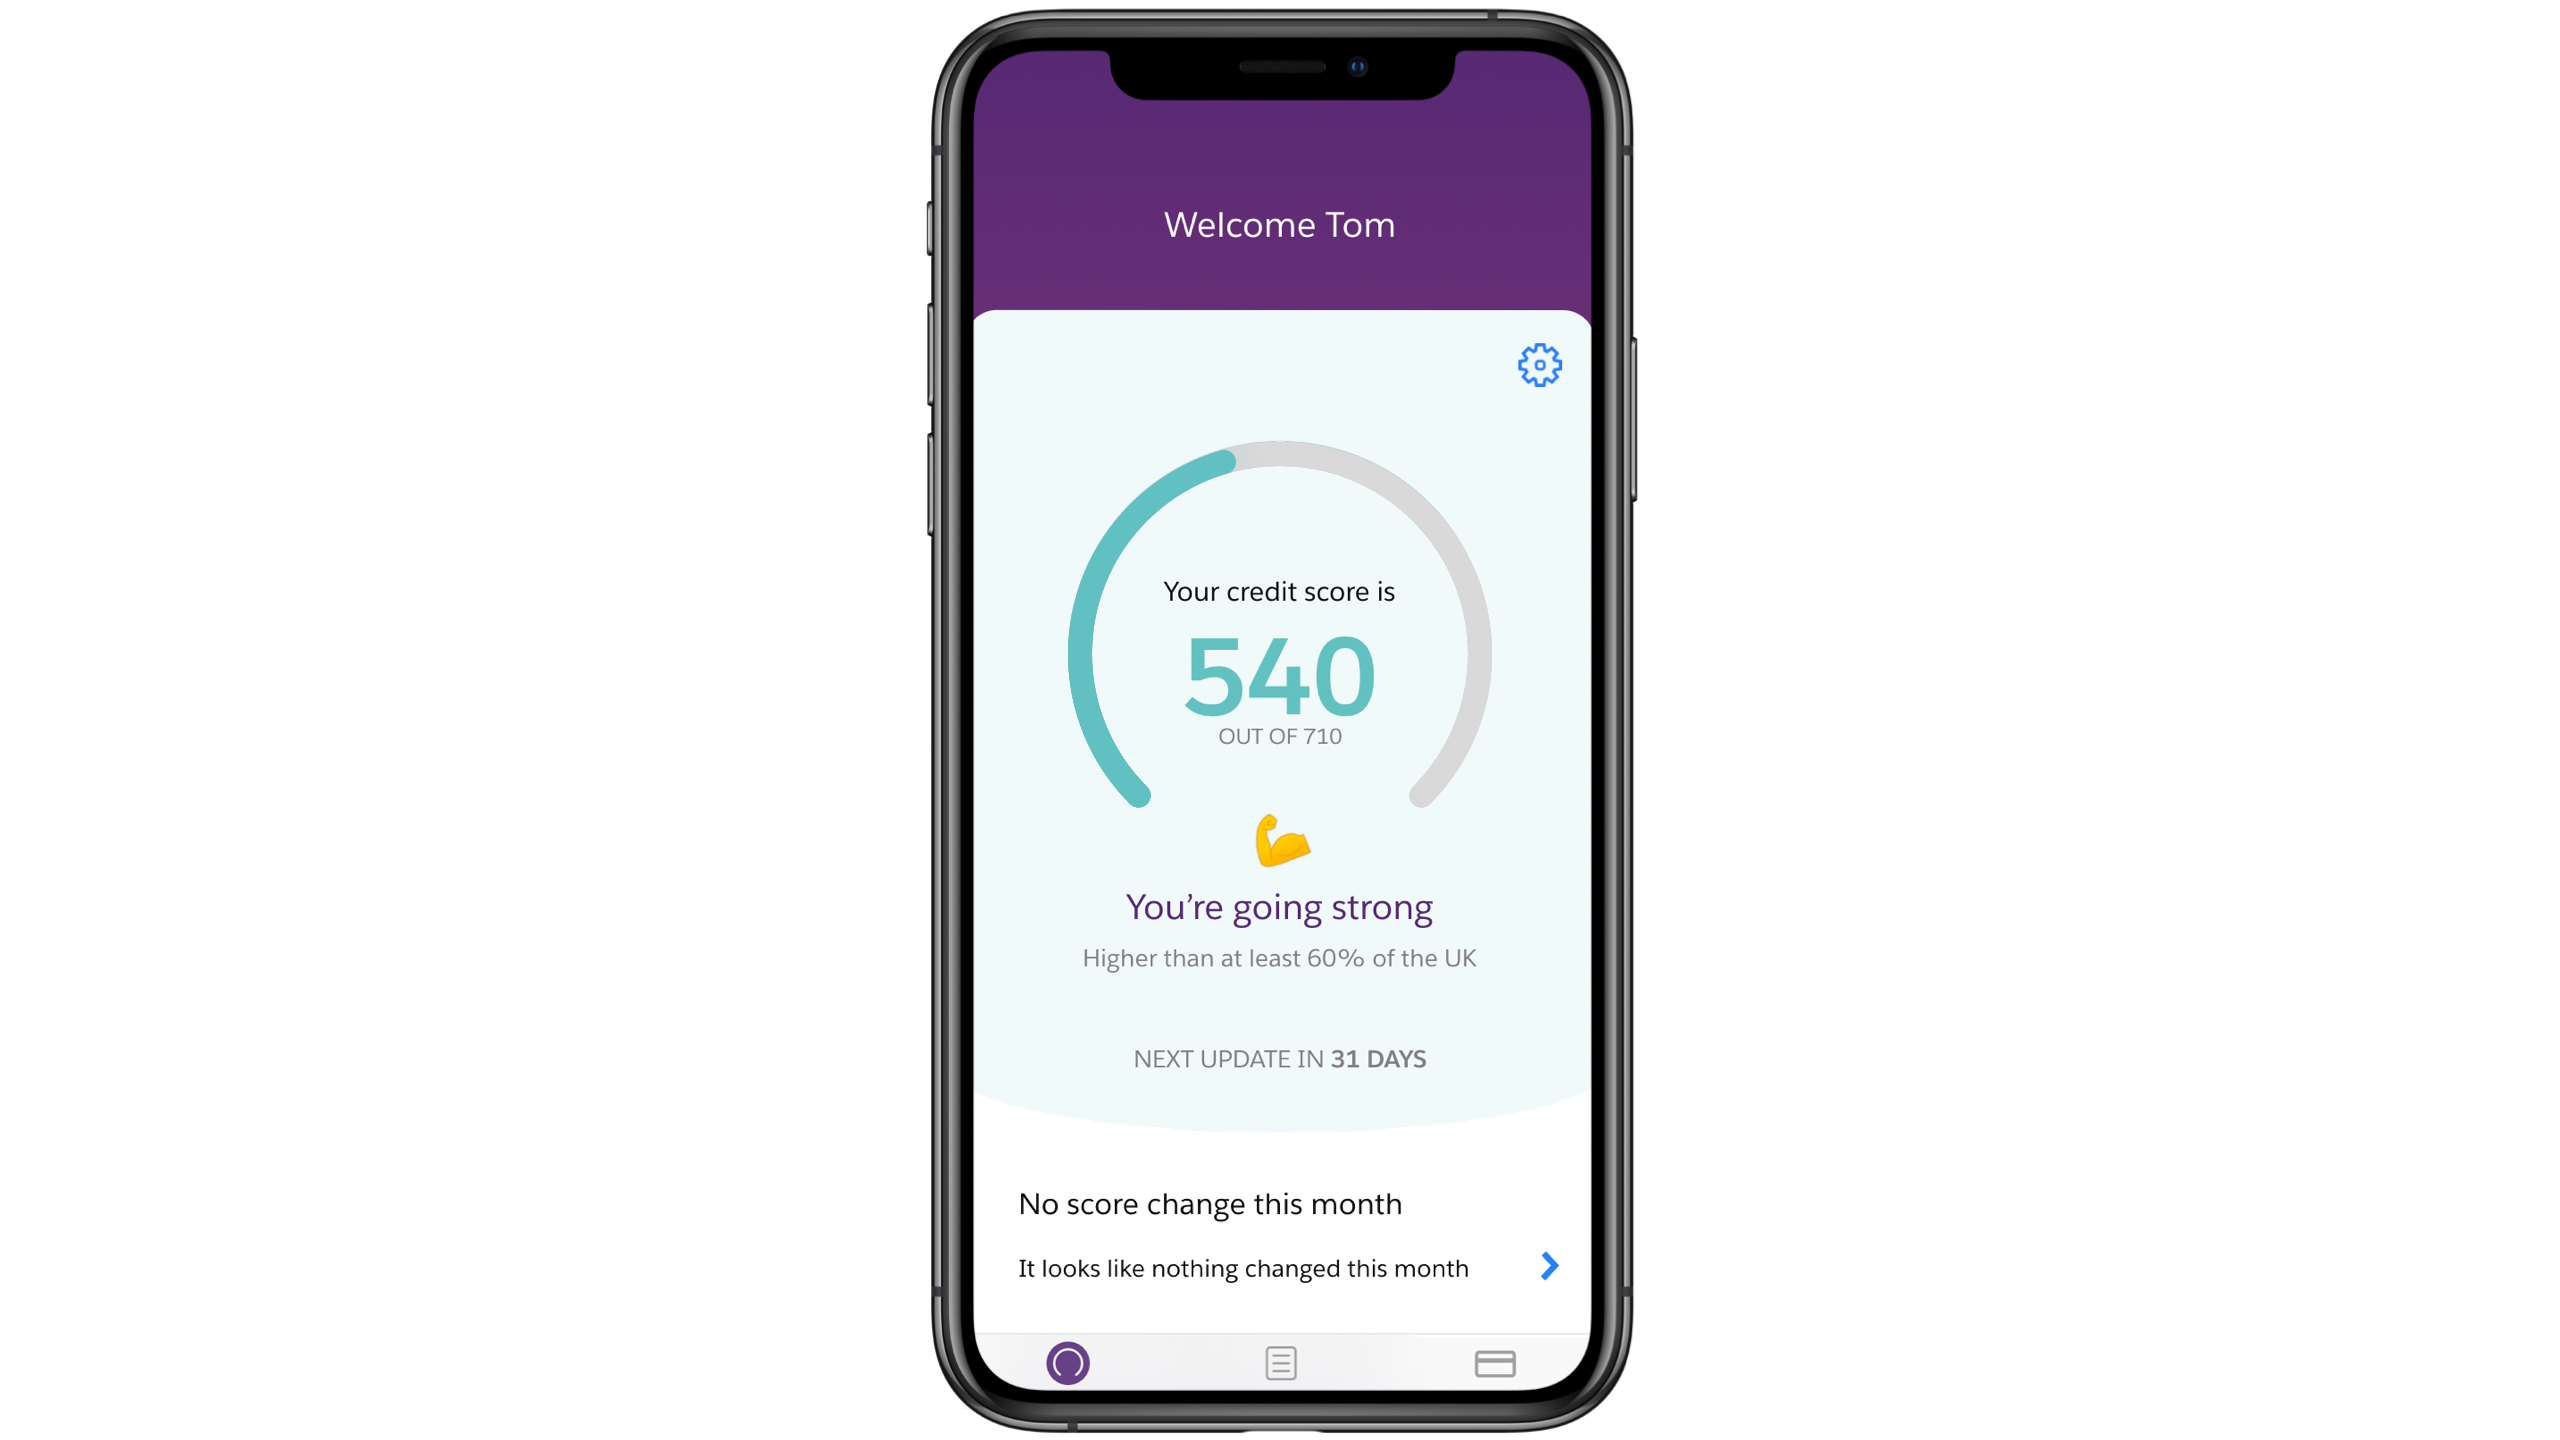 Welcome Tom
Your credit score is
540
OUT OF 710
You’re going strong
Higher than at least 60% of the UK
NEXT UPDATE IN 31 DAYS
No score change this month
It looks like nothing changed this month